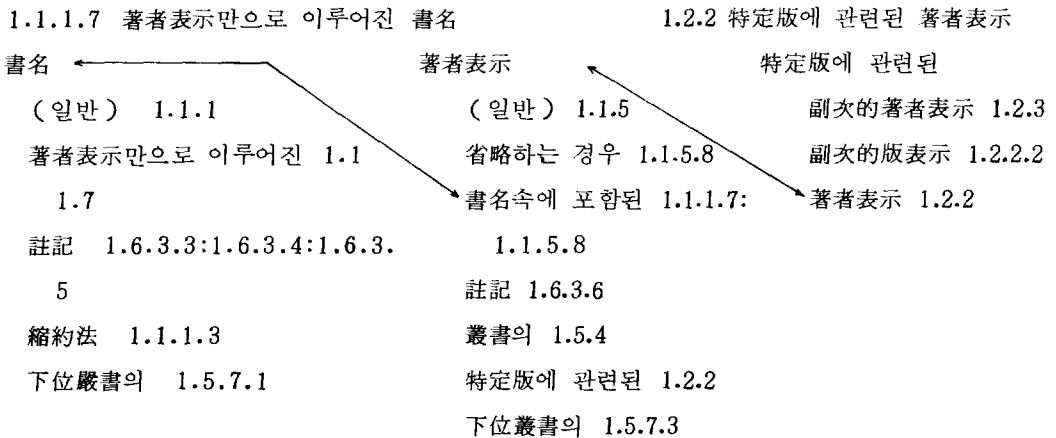 1.1.1.7 著者表示만으로 이루어진 書名
書名
(일반) 1.1.1
著者表示만으로 이루어진 1.1
1.7
註記 1.6.3.3:1.6.3.4:1.6.3.
5
縮約法 1.1.1.3
下位嚴書의 1.5.7.1
著者表示
(일반) 1.1.5
省略하는 경우 1.1.5.8
書名속에 포함된 1.1.1.7:
1.1.5.8
註記 1.6.3.6
叢書의 1.5.4
特定版에 관련된 1.2.2
下位叢書의 1.5.7.3
1.2.2 特定版에 관련된 著者表示
特定版에 관련된
副次的著者表示 1.2.3
副次的版表示 1.2.2.2
著者表示 1.2.2